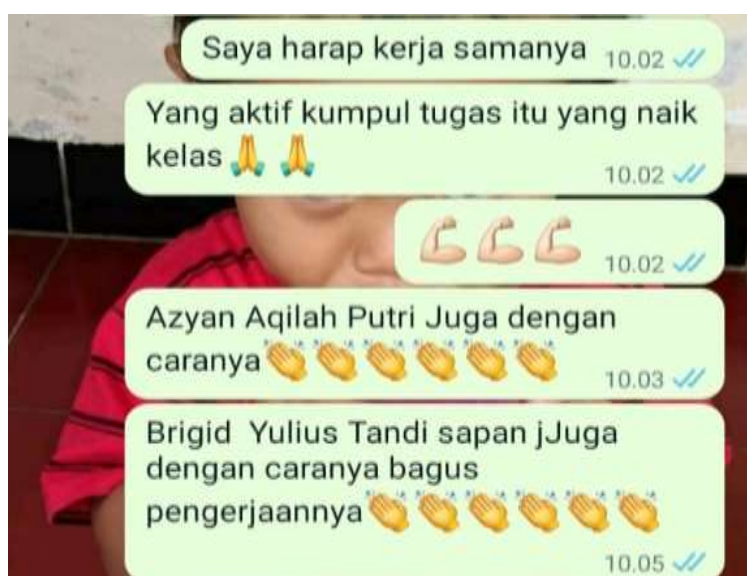 Saya harap kerja samanya 10.02
Yang aktif kumpul tugas itu yang naik
kelas🙏🙏
10.02
💪🏻💪🏻💪🏻 10.02
Azyan Aqilah Putri Juga dengan
caranya👏👏👏👏👏👏
10.03
Brigid Yulius Tandi sapan jJuga
dengan caranya bagus
pengerjaannya👏👏👏👏👏👏
10.05